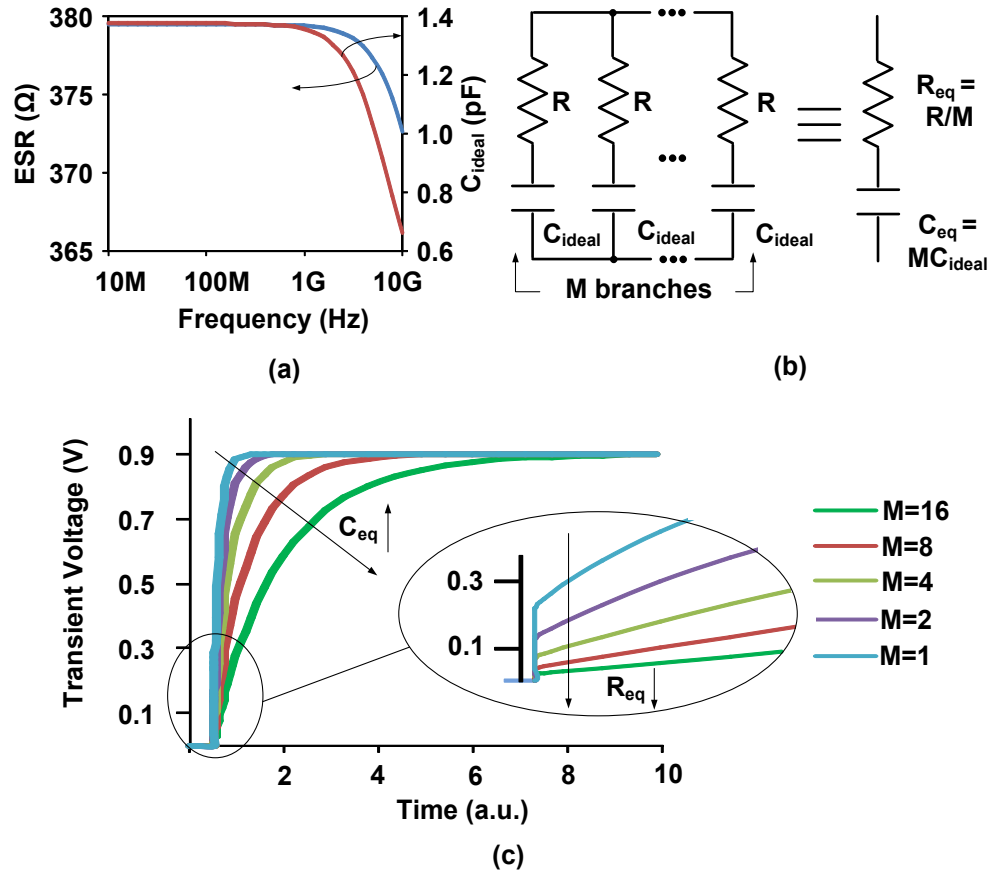 380
375
370
365
ESR (Ω)
1.4
1.2
1.0
0.8
0.6
C_ideal (pF)
10M 100M 1G 10G
Frequency (Hz)
(a)
R R R
C_ideal C_ideal C_ideal
M branches
R_eq =
R/M
C_eq =
MC_ideal
(b)
Transient Voltage (V)
0.9
0.7
0.5
0.3
0.1
C_eq
0.3
0.1
R_eq
M=16
M=8
M=4
M=2
M=1
2 4 6 8 10
Time (a.u.)
(c)